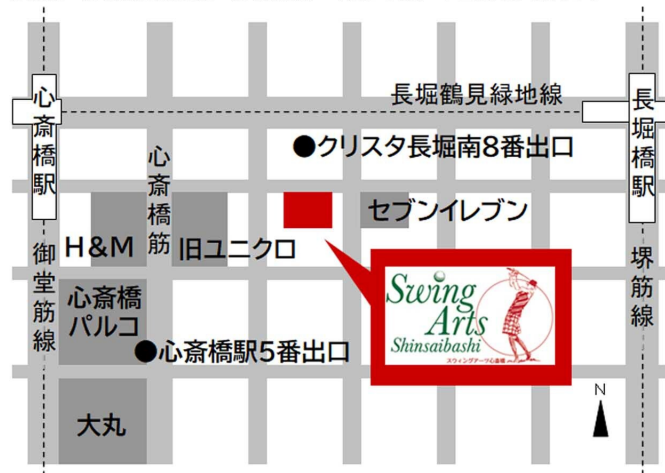 長堀鶴見緑地線
心斎橋駅
長堀橋駅
●クリスタ長堀南8番出口
心斎橋筋
セブンイレブン
H&M
旧ユニクロ
御堂筋線
堺筋線
心斎橋
パルコ
Swing
Arts
Shinsaibashi
スウィングアーツ心斎橋
●心斎橋駅5番出口
大丸
N